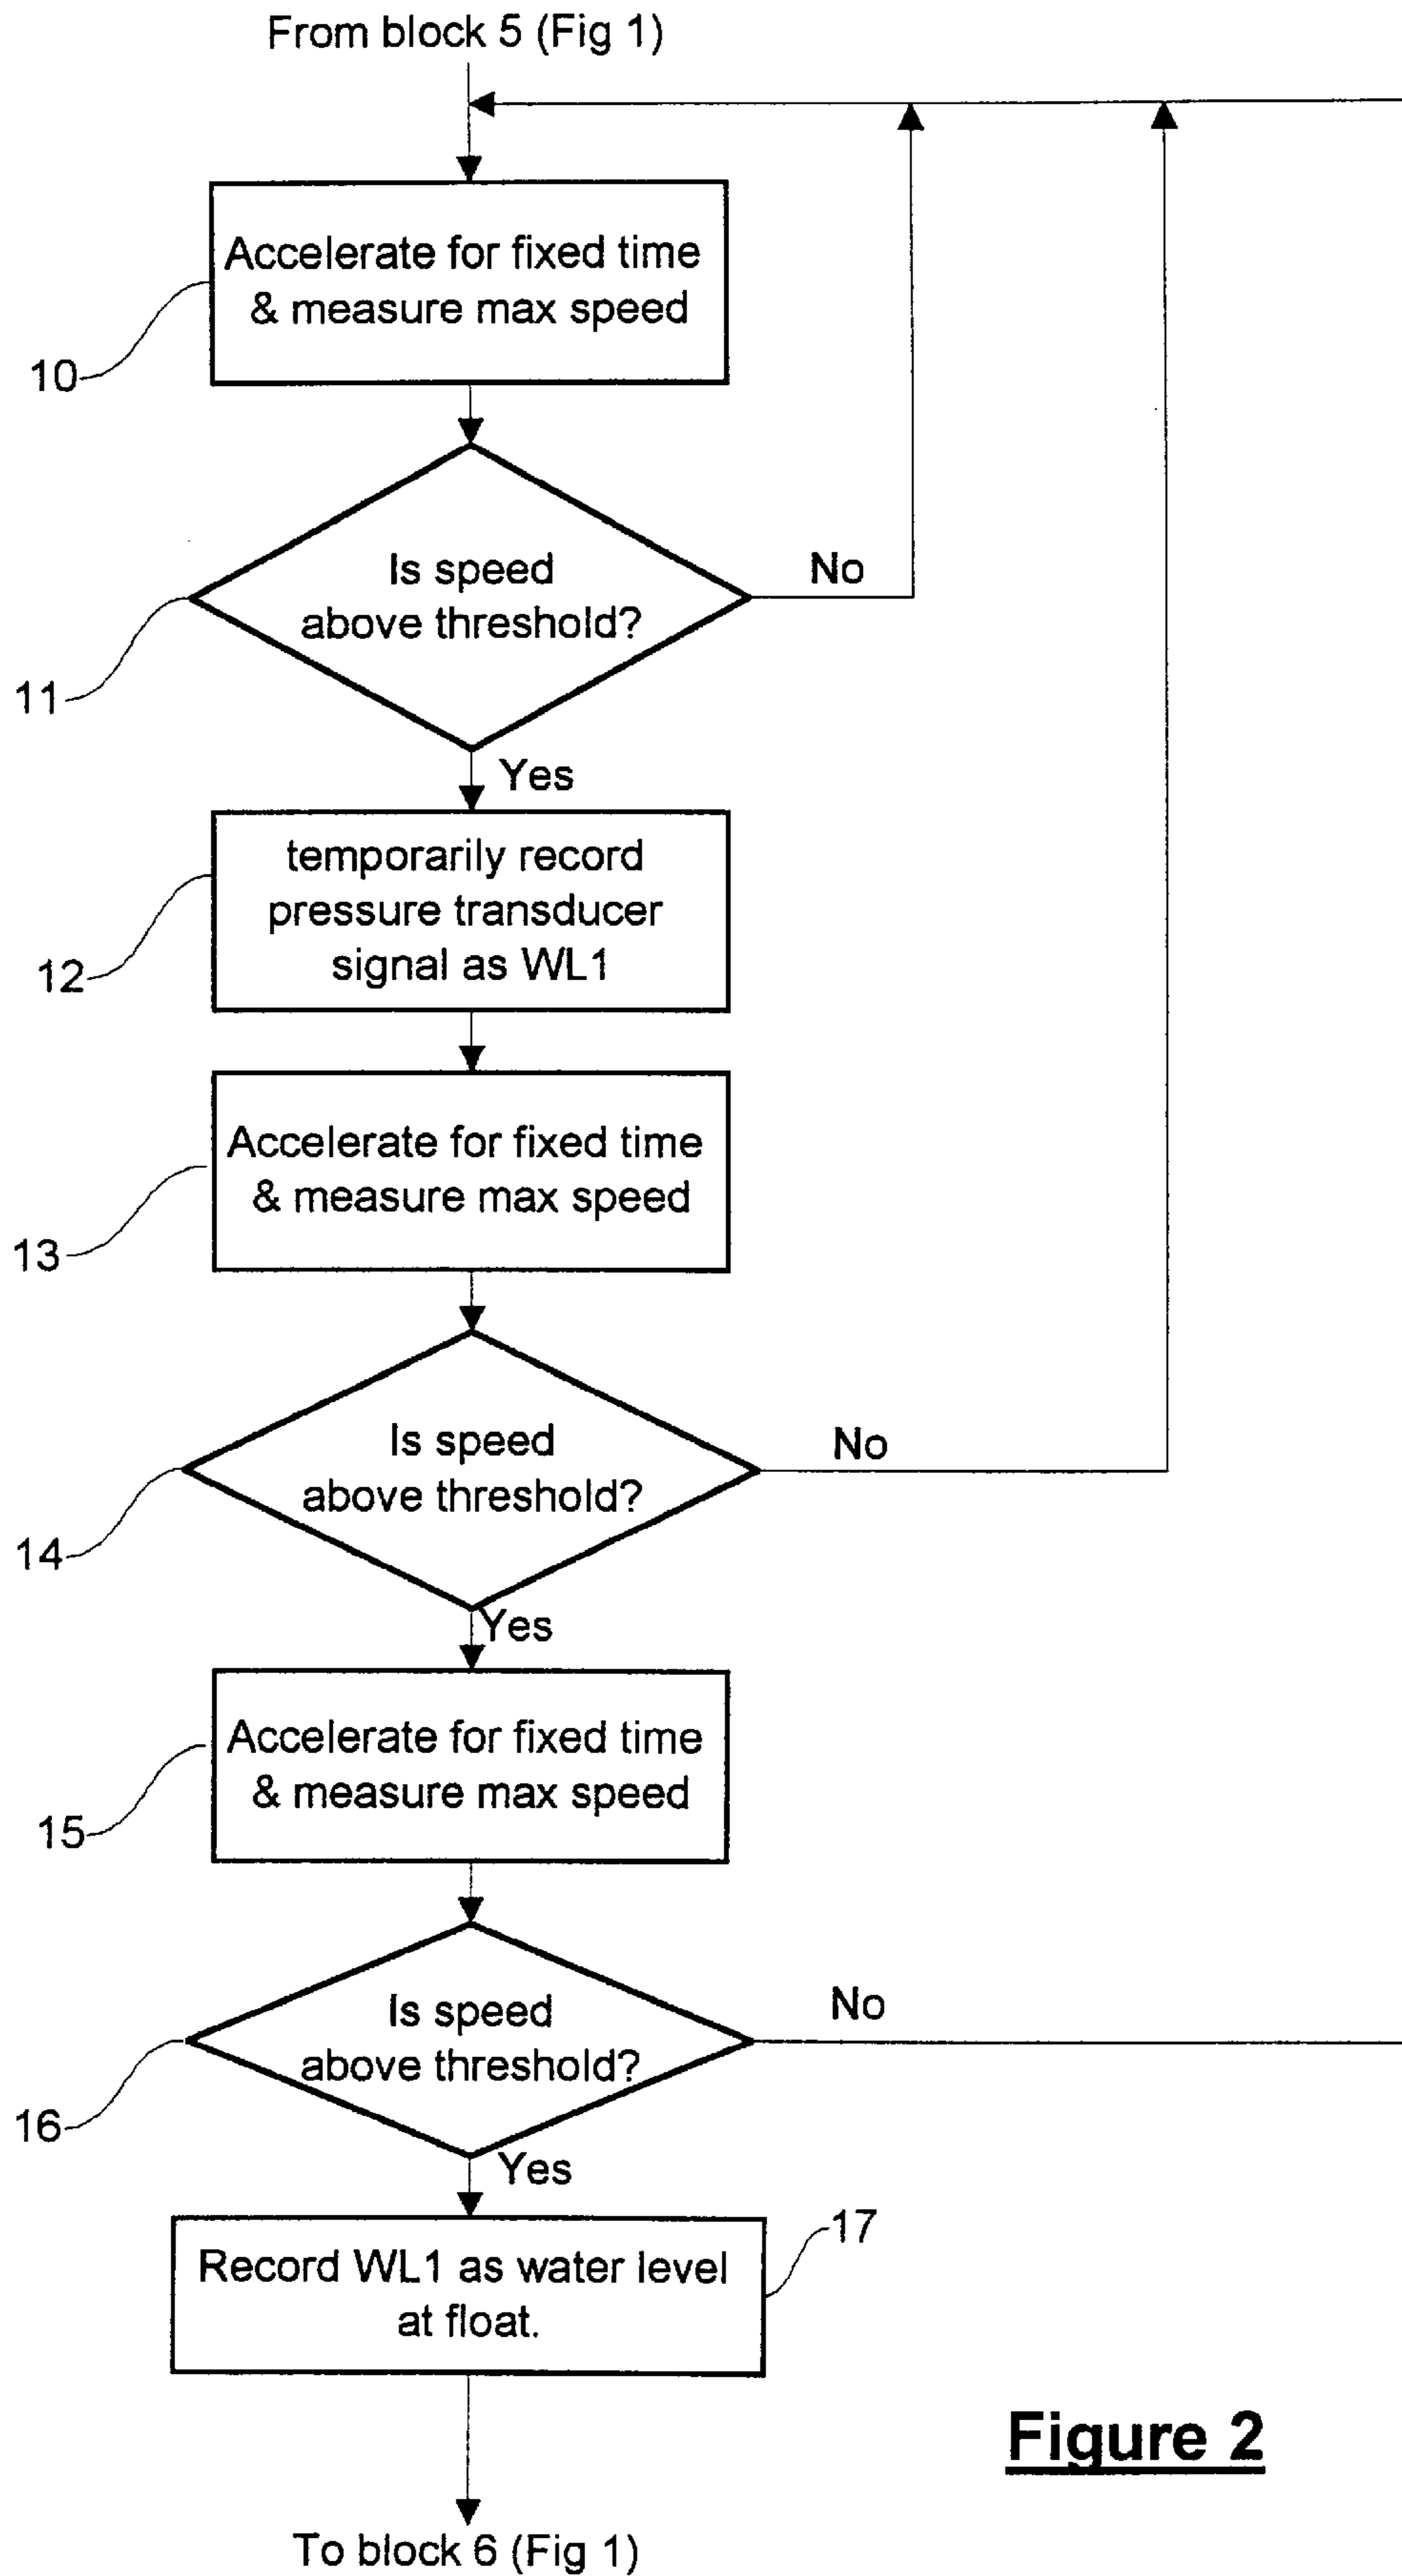 From block 5 (Fig 1)
Accelerate for fixed time
& measure max speed
10
Is speed
above threshold?
No
11
Yes
temporarily record
pressure transducer
signal as WL1
12
Accelerate for fixed time
& measure max speed
13
Is speed
above threshold?
No
14
Yes
Accelerate for fixed time
& measure max speed
15
Is speed
above threshold?
No
16
Yes
17
Record WL1 as water level
at float.
Figure 2
To block 6 (Fig 1)